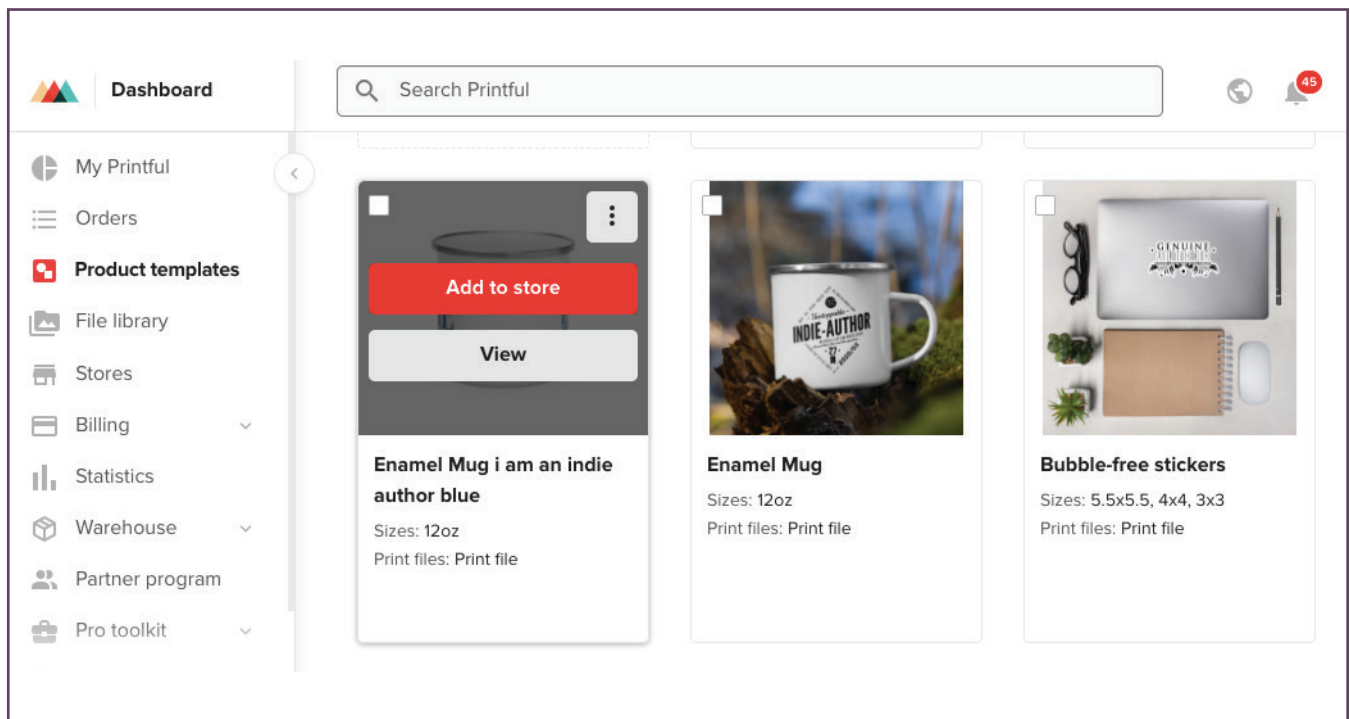 Dashboard
Search Printful
45
My Printful
Orders
Product templates
File library
Stores
Billing
Statistics
Warehouse
Partner program
Pro toolkit
Add to store
View
Enamel Mug i am an indie
author blue
Sizes: 12oz
Print files: Print file
INDIE-AUTHOR
Enamel Mug
Sizes: 12oz
Print files: Print file
GENUINE
Bubble-free stickers
Sizes: 5.5x5.5, 4x4, 3x3
Print files: Print file